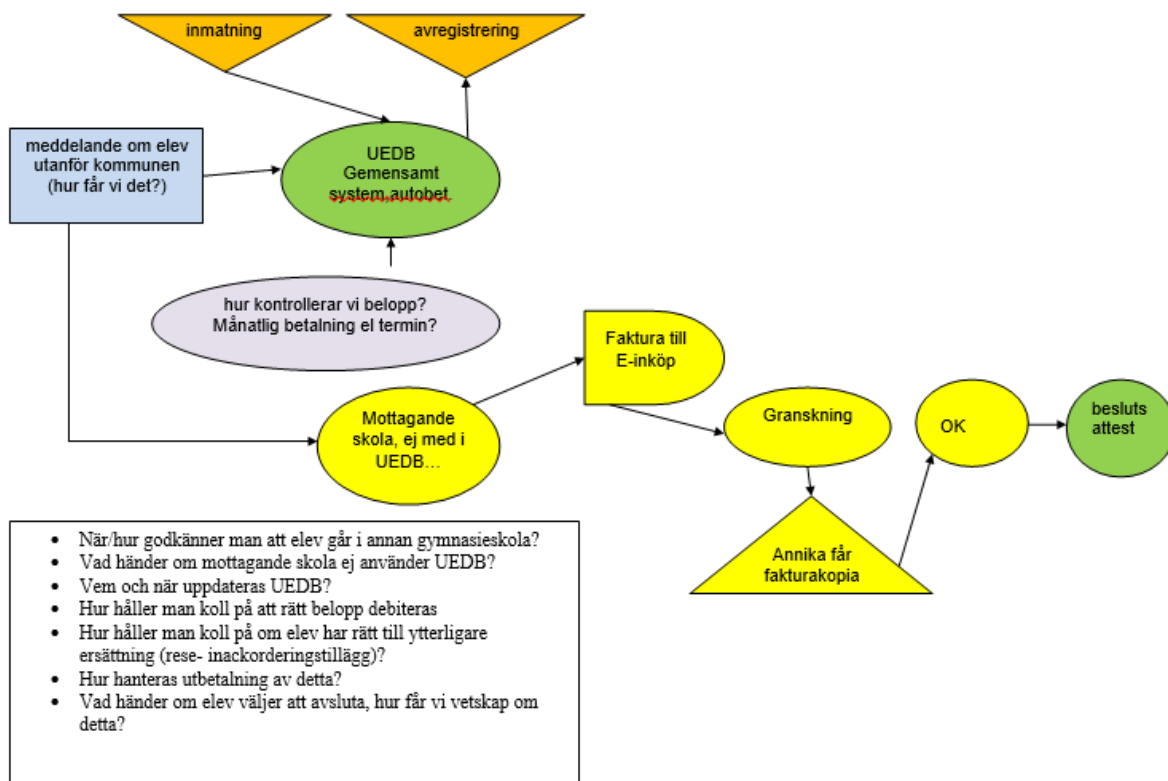 inmatning
avregistrering
meddelande om elev
utanför kommunen
(hur får vi det?)
UEDB
Gemensamt
system,autobet
hur kontrollerar vi belopp?
Månatlig betalning el termin?
Faktura till
E-inköp
Mottagande
skola, ej med i
UEDB…
Granskning
OK
besluts
attest
Annika får
fakturakopia
• När/hur godkänner man att elev går i annan gymnasieskola?
• Vad händer om mottagande skola ej använder UEDB?
• Vem och när uppdateras UEDB?
• Hur håller man koll på att rätt belopp debiteras
• Hur håller man koll på om elev har rätt till ytterligare
ersättning (rese- inackorderingstillägg)?
• Hur hanteras utbetalning av detta?
• Vad händer om elev väljer att avsluta, hur får vi vetskap om
detta?